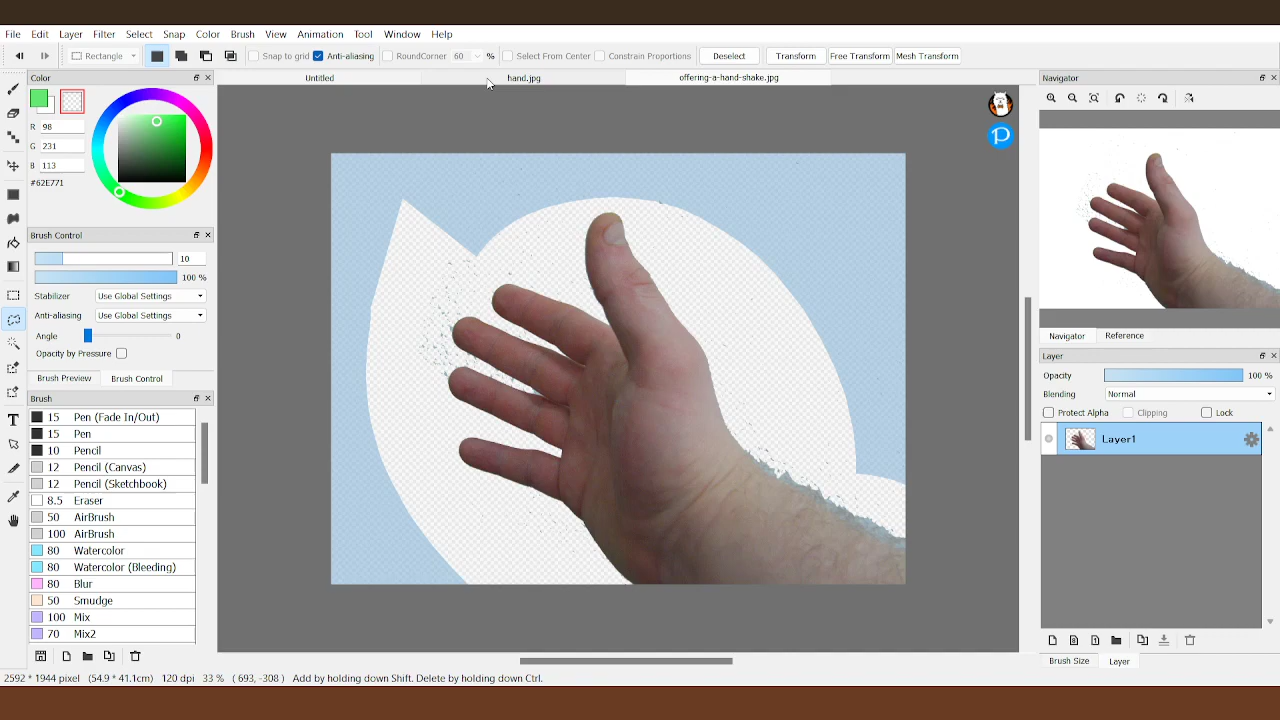 File Edit Layer Filter Select Snap Color Brush View Animation Tool Window Help
Rectangle Snap to grid Anti-aliasing RoundCorner 60 % Select From Center Constrain Proportions Deselect Transform Free Transform Mesh Transform
Color Untitled hand.jpg offering-a-hand-shake.jpg Navigator
R 98
G 231
B 113
#62E771
Brush Control
10
100 %
Stabilizer Use Global Settings
Anti-aliasing Use Global Settings
Angle 0
Opacity by Pressure
Brush Preview Brush Control
Brush
15 Pen (Fade In/Out)
15 Pen
10 Pencil
12 Pencil (Canvas)
12 Pencil (Sketchbook)
8.5 Eraser
50 AirBrush
100 AirBrush
80 Watercolor
80 Watercolor (Bleeding)
80 Blur
50 Smudge
100 Mix
70 Mix2
Navigator Reference
Layer
Opacity 100 %
Blending Normal
Protect Alpha Clipping Lock
Layer1
Brush Size Layer
2592 * 1944 pixel (54.9 * 41.1cm) 120 dpi 33 % ( 693, -308 ) Add by holding down Shift. Delete by holding down Ctrl.